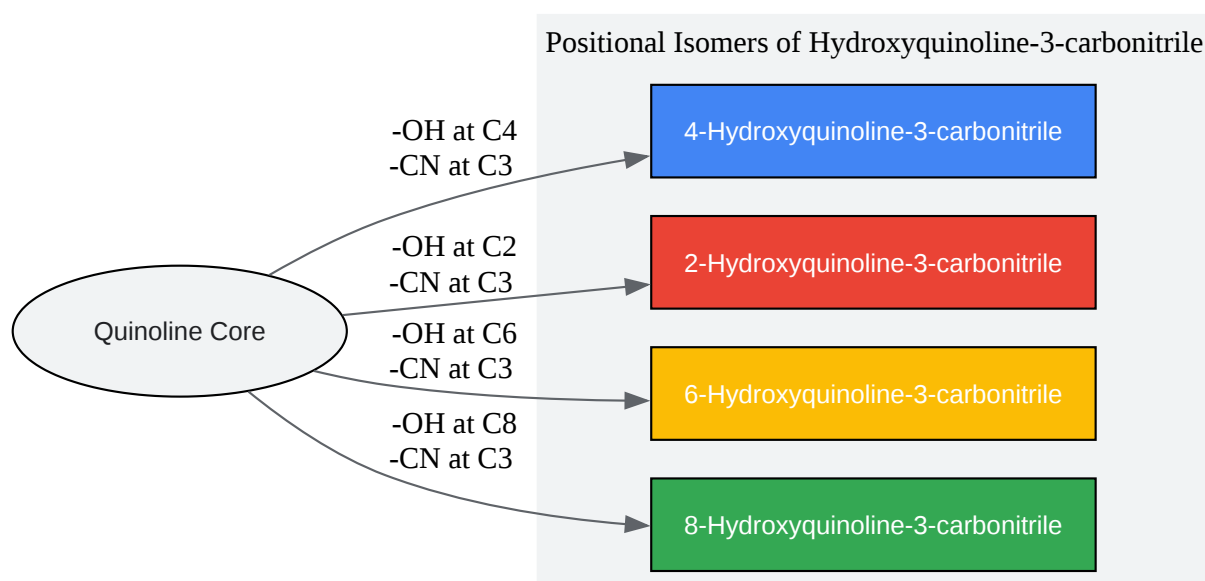 Positional Isomers of Hydroxyquinoline-3-carbonitrile
-OH at C4
-CN at C3
4-Hydroxyquinoline-3-carbonitrile
-OH at C2
-CN at C3
2-Hydroxyquinoline-3-carbonitrile
Quinoline Core
-OH at C6
-CN at C3
6-Hydroxyquinoline-3-carbonitrile
-OH at C8
-CN at C3
8-Hydroxyquinoline-3-carbonitrile